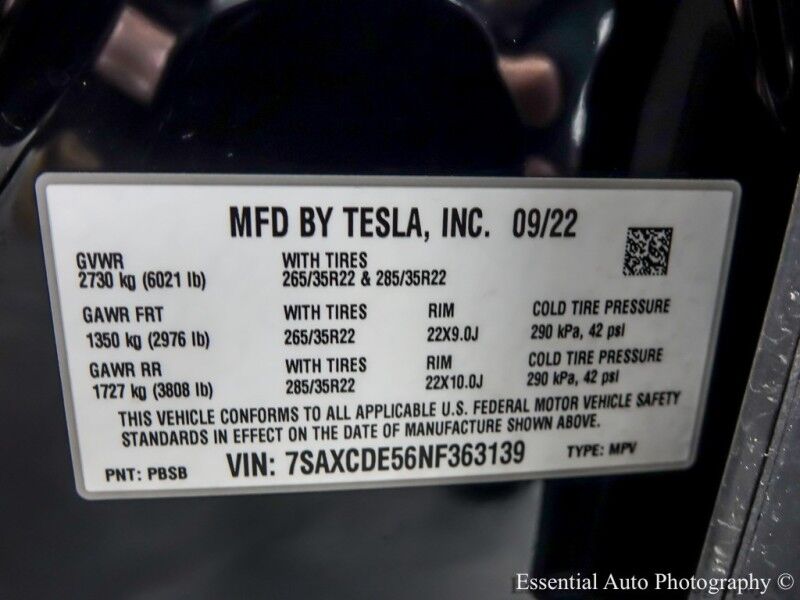 MFD BY TESLA, INC. 09/22
GVWR WITH TIRES
2730 kg (6021 lb) 265/35R22 & 285/35R22
GAWR FRT WITH TIRES RIM COLD TIRE PRESSURE
1350 kg (2976 lb) 265/35R22 22X9.0J 290 kPa, 42 psi
GAWR RR WITH TIRES RIM COLD TIRE PRESSURE
1727 kg (3808 lb) 285/35R22 22X10.0J 290 kPa, 42 psi
THIS VEHICLE CONFORMS TO ALL APPLICABLE U.S. FEDERAL MOTOR VEHICLE SAFETY
STANDARDS IN EFFECT ON THE DATE OF MANUFACTURE SHOWN ABOVE.
PNT: PBSB VIN: 7SAXCDE56NF363139 TYPE: MPV
Essential Auto Photography ©